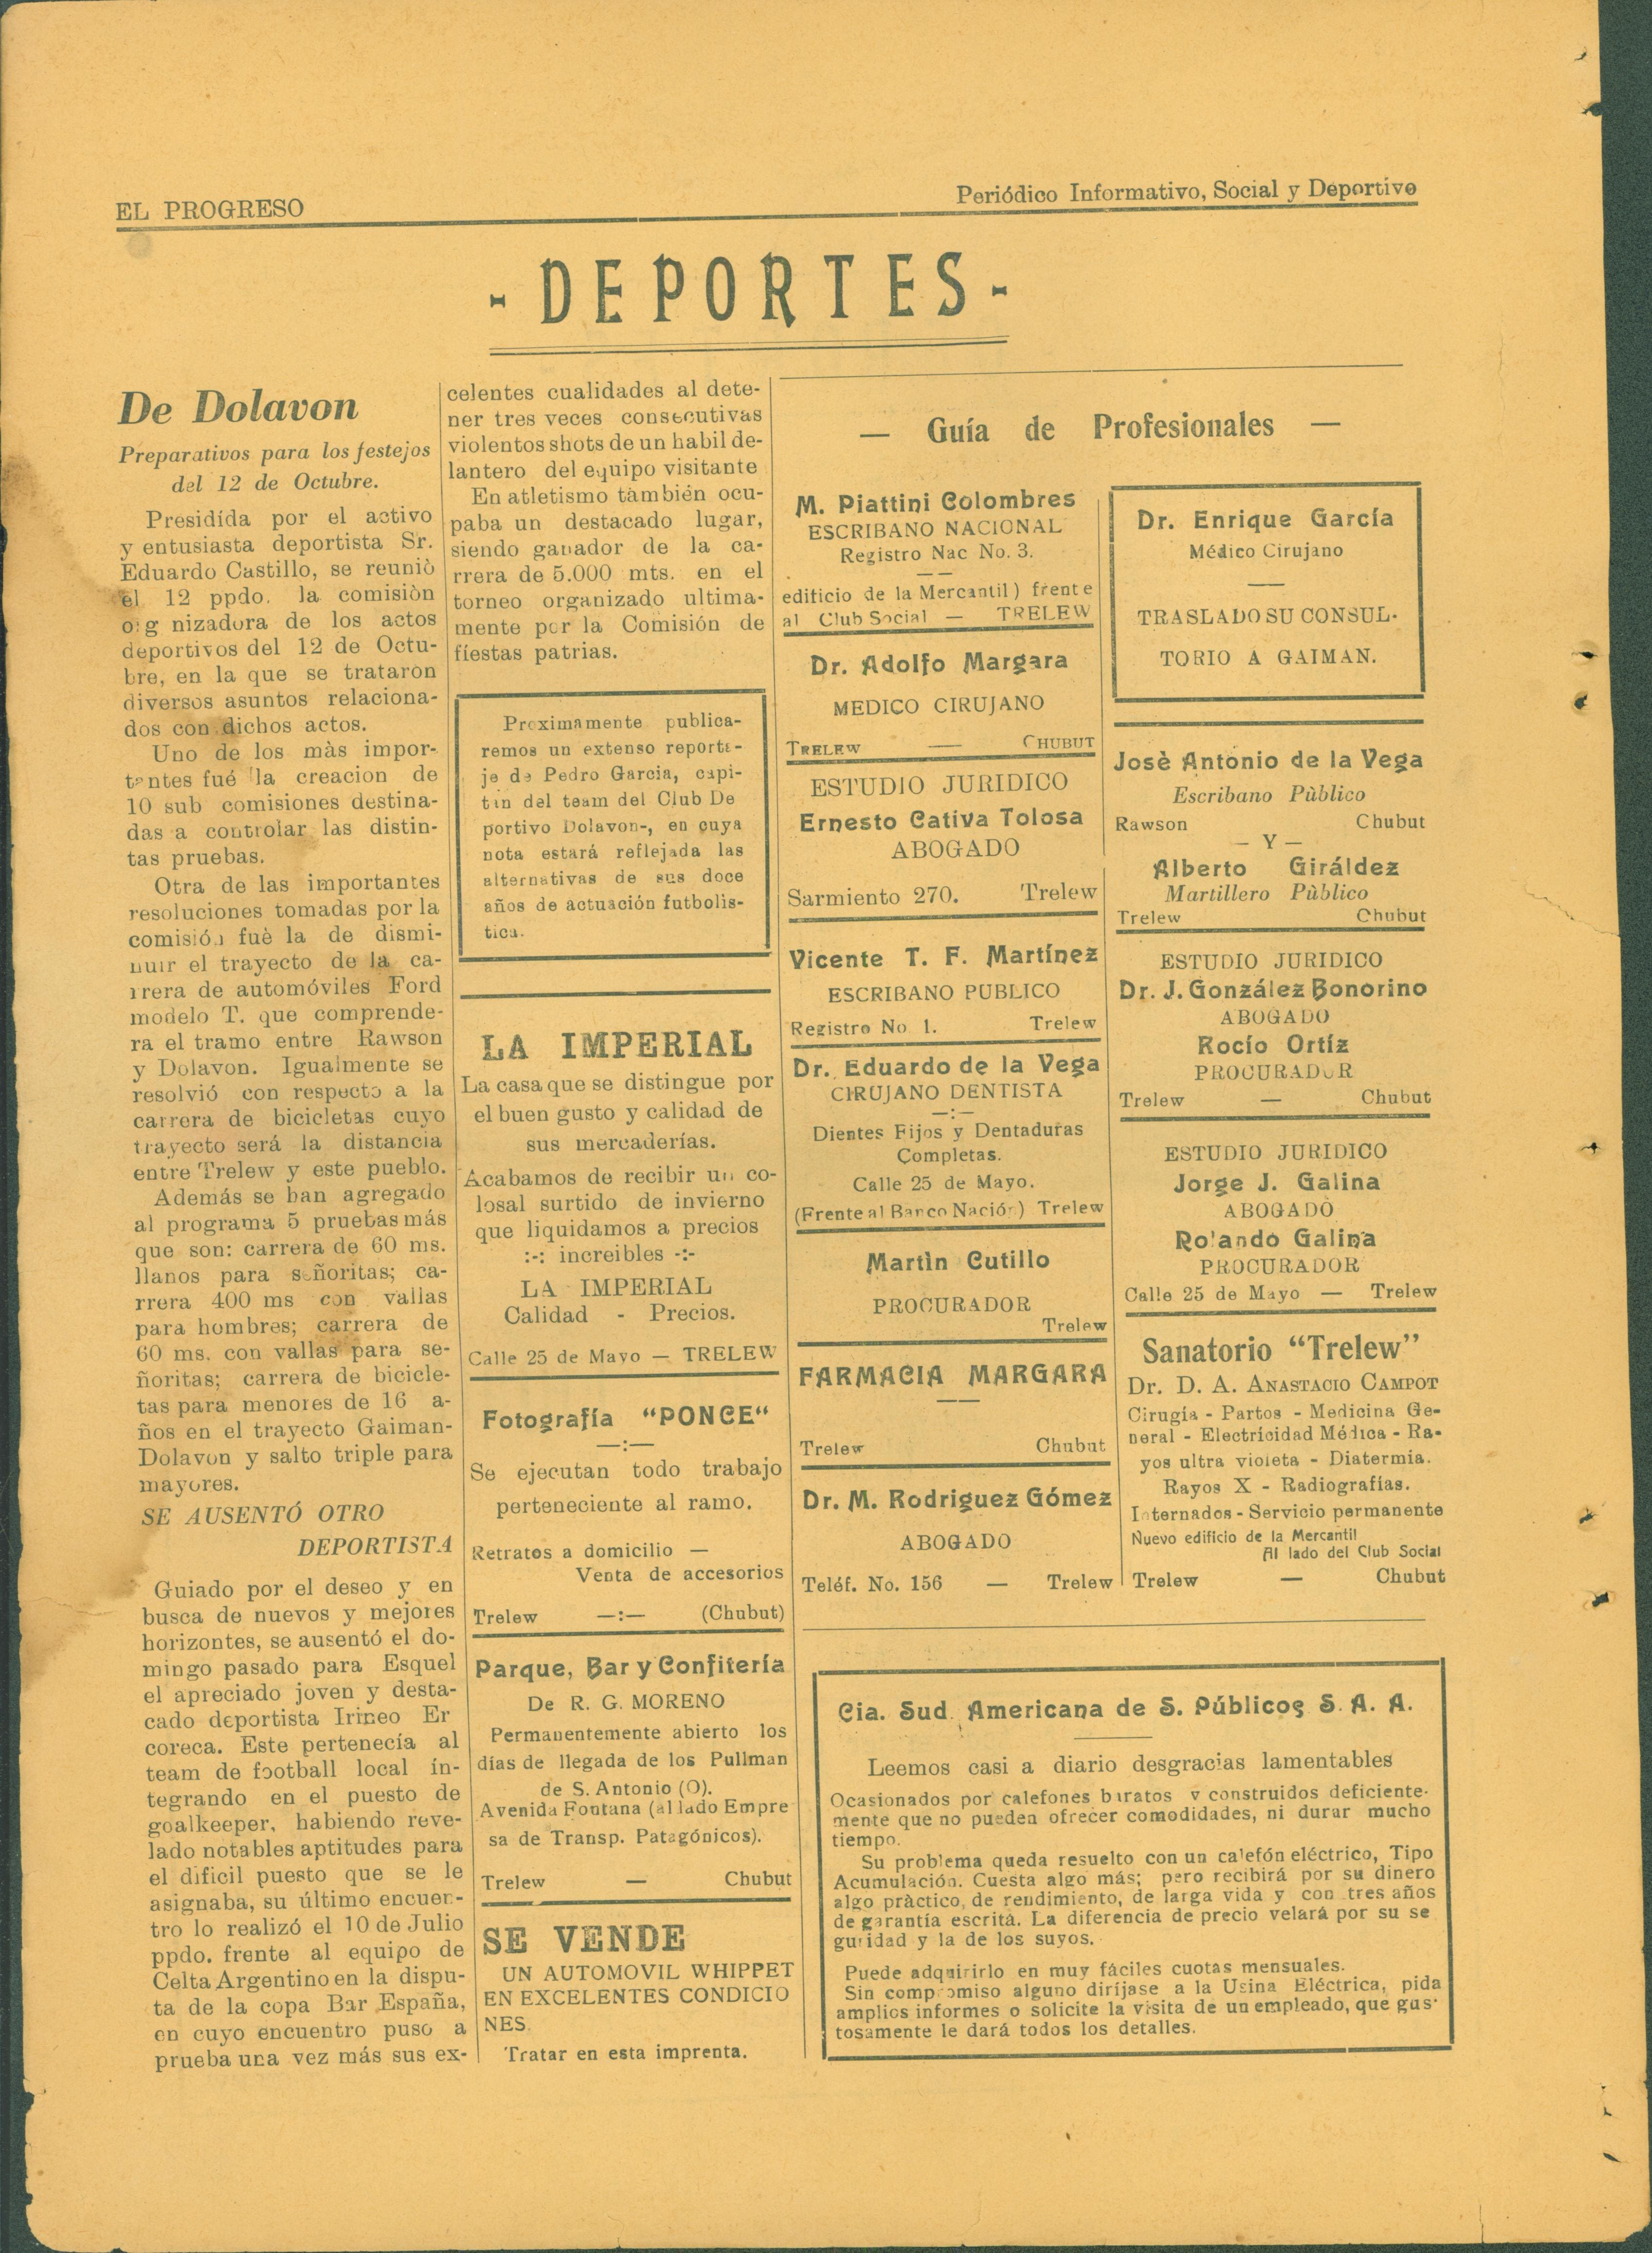 EL PROGRESO
Periódico Informativo, Social y Deportivo
- DEPORTES -
De Dolavon
Preparativos para los festejos
del 12 de Octubre.
Presidída por el activo
y entusiasta deportista Sr.
Eduardo Castillo, se reuniò
el 12 ppdo. la comisiòn
o:g nizadora de los actos
deportivos del 12 de Octu-
bre, en la que se trataron
diversos asuntos relaciona-
dos con dichos actos.
Uno de los màs impor-
tantes fué la creacion de
10 sub comisiones destina-
das a controlar las distin-
tas pruebas.
Otra de las importantes
resoluciones tomadas por la
comisión fuè la de dismi-
nuir el trayecto de la ca-
rrera de automóviles Ford
modelo T. que comprende-
ra el tramo entre Rawson
y Dolavon. Igualmente se
resolvió con respecto a la
carrera de bicicletas cuyo
trayecto será la distancia
entre Trelew y este pueblo.
Además se han agregado
al programa 5 pruebas más
que son: carrera de 60 ms.
llanos para señoritas; ca-
rrera 400 ms con vallas
para hombres; carrera de
60 ms. con vallas para se-
ñoritas; carrera de bicicle-
tas para menores de 16 a-
ños en el trayecto Gaiman-
Dolavon y salto triple para
mayores.
SE AUSENTÓ OTRO
DEPORTISTA
Guiado por el deseo y en
busca de nuevos y mejores
horizontes, se ausentó el do-
mingo pasado para Esquel
el apreciado joven y desta-
cado deportista Irineo Er
coreca. Este pertenecía al
team de football local in-
tegrando en el puesto de
goalkeeper, habiendo reve-
lado notables aptitudes para
el dificil puesto que se le
asignaba, su último encuen-
tro lo realizó el 10 de Julio
ppdo. frente al equipo de
Celta Argentino en la dispu-
ta de la copa Bar España,
en cuyo encuentro puso a
prueba una vez más sus ex-
celentes cualidades al dete-
ner tres veces consecutivas
violentos shots de un habil de-
lantero del equipo visitante
En atletismo también ocu-
paba un destacado lugar,
siendo ganador de la ca-
rrera de 5.000 mts. en el
torneo organizado ultima-
mente por la Comisión de
fiestas patrias.
Proximamente publica-
remos un extenso reporta-
je de Pedro Garcia, capi-
tan del team del Club De
portivo Dolavon-, en cuya
nota estará reflejada las
alternativas de sus doce
años de actuación futbolis-
tica.
LA IMPERIAL
La casa que se distingue por
el buen gusto y calidad de
sus mercaderías.
Acabamos de recibir un co-
losal surtido de invierno
que liquidamos a precios
:-: increibles -:-
LA IMPERIAL
Calidad - Precios.
Calle 25 de Mayo — TRELEW
Fotografía "PONCE"
—:—
Se ejecutan todo trabajo
perteneciente al ramo.
Retratos a domicilio —
Venta de accesorios
Trelew —:— (Chubut)
Parque, Bar y Confitería
De R. G. MORENO
Permanentemente abierto los
días de llegada de los Pullman
de S. Antonio (O).
Avenida Fontana (al lado Empre
sa de Transp. Patagónicos).
Trelew — Chubut
SE VENDE
UN AUTOMOVIL WHIPPET
EN EXCELENTES CONDICIO
NES.
Tratar en esta imprenta.
— Guía de Profesionales —
M. Piattini Colombres
ESCRIBANO NACIONAL
Registro Nac No. 3.
edificio de la Mercantil) frente
al Club Social — TRELEW
Dr. Adolfo Margara
MEDICO CIRUJANO
TRELEW — CHUBUT
ESTUDIO JURIDICO
Ernesto Cativa Tolosa
ABOGADO
Sarmiento 270. Trelew
Vicente T. F. Martínez
ESCRIBANO PUBLICO
Registro No 1. Trelew
Dr. Eduardo de la Vega
CIRUJANO DENTISTA
—:—
Dientes Fijos y Dentaduras
Completas.
Calle 25 de Mayo.
(Frente al Banco Nación) Trelew
Martìn Cutillo
PROCURADOR
Trelew
FARMACIA MARGARA
Trelew Chubut
Dr. M. Rodriguez Gómez
ABOGADO
Teléf. No. 156 — Trelew
Dr. Enrique García
Médico Cirujano
TRASLADO SU CONSUL-
TORIO A GAIMAN.
Josè Antonio de la Vega
Escribano Pùblico
Rawson Chubut
— Y —
Alberto Giráldez
Martillero Pùblico
Trelew Chubut
ESTUDIO JURIDICO
Dr. J. González Bonorino
ABOGADO
Rocío Ortíz
PROCURADOR
Trelew — Chubut
ESTUDIO JURIDICO
Jorge J. Galina
ABOGADO
Rolando Galina
PROCURADOR
Calle 25 de Mayo — Trelew
Sanatorio "Trelew"
Dr. D. A. ANASTACIO CAMPOT
Cirugía - Partos - Medicina Ge-
neral - Electricidad Médica - Ra-
yos ultra violeta - Diatermia.
Rayos X - Radiografías.
Internados - Servicio permanente
Nuevo edificio de la Mercantil
Al lado del Club Social
Trelew — Chubut
Cia. Sud Americana de S. Públicos S. A. A.
Leemos casi a diario desgracias lamentables
Ocasionados por calefones baratos y construidos deficiente-
mente que no pueden ofrecer comodidades, ni durar mucho
tiempo.
Su problema queda resuelto con un calefón eléctrico, Tipo
Acumulación. Cuesta algo más; pero recibirá por su dinero
algo pràctico, de rendimiento, de larga vida y con tres años
de garantía escrita. La diferencia de precio velará por su se
guridad y la de los suyos.
Puede adquirirlo en muy fáciles cuotas mensuales.
Sin compromiso alguno diríjase a la Usina Eléctrica, pida
amplios informes o solicite la visita de un empleado, que gus-
tosamente le dará todos los detalles.